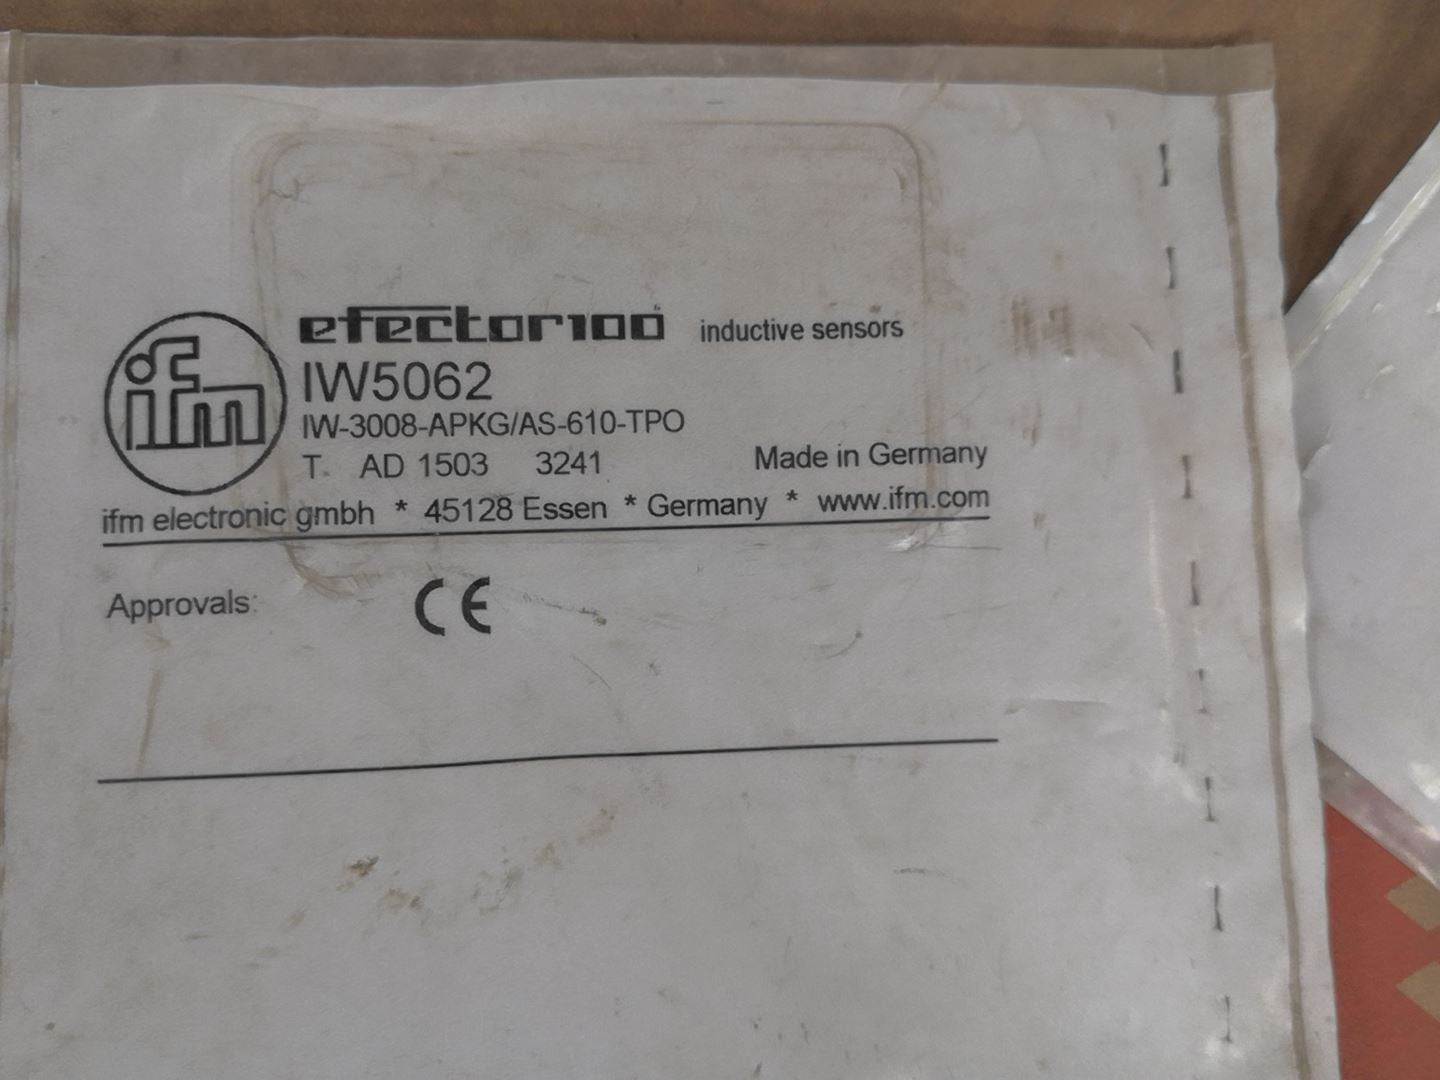 ifm
efector100 inductive sensors
IW5062
IW-3008-APKG/AS-610-TPO
T. AD 1503 3241 Made in Germany
ifm electronic gmbh * 45128 Essen * Germany * www.ifm.com
Approvals: CE